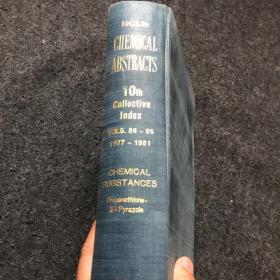 CHEMICAL
ABSTRACTS
10th
Collective
Index
VOLS. 86 - 95
1977 - 1981
CHEMICAL
SUBSTANCES
Propanethione-
Pyrazole